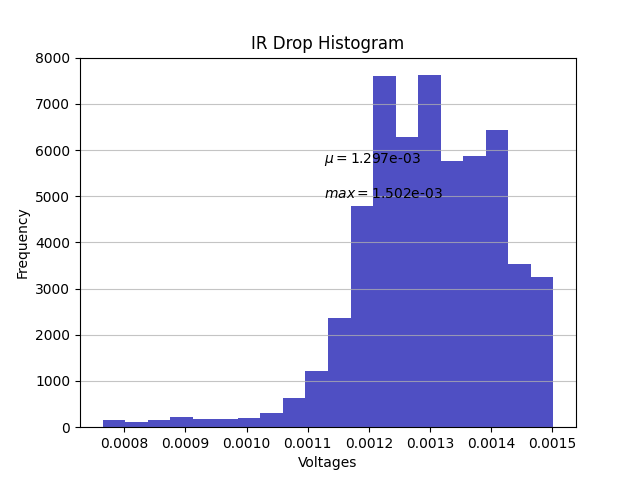 IR Drop Histogram
8000
7000
6000
5000
4000
3000
2000
1000
0
Frequency
μ = 1.297e-03
max = 1.502e-03
0.0008 0.0009 0.0010 0.0011 0.0012 0.0013 0.0014 0.0015
Voltages